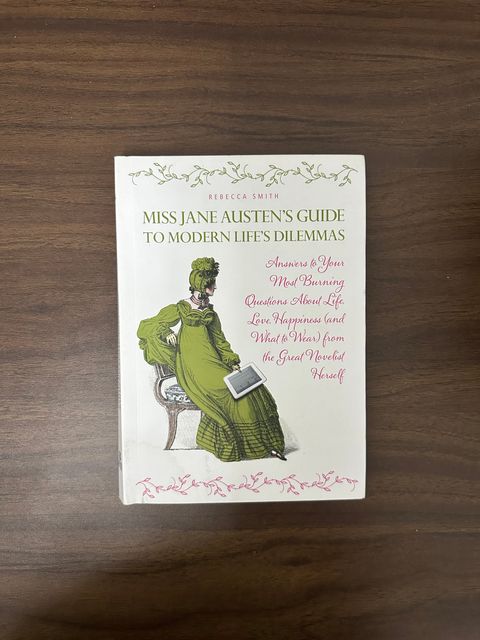 REBECCA SMITH
MISS JANE AUSTEN'S GUIDE
TO MODERN LIFE'S DILEMMAS
Answers to Your
Most Burning
Questions About Life,
Love, Happiness (and
What to Wear) from
the Great Novelist
Herself